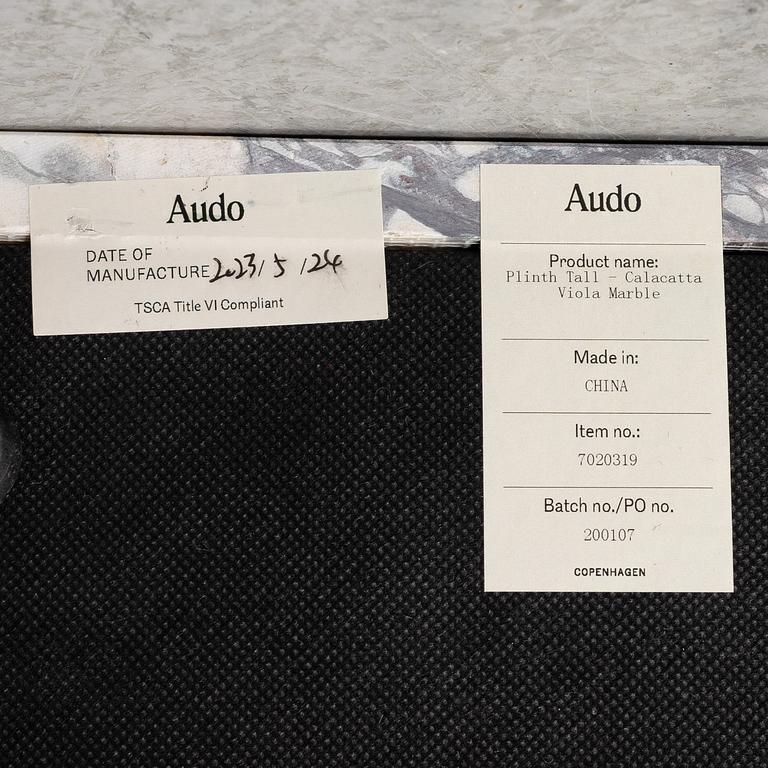 Audo
DATE OF
MANUFACTURE 2023/5/24
TSCA Title VI Compliant
Audo
Product name:
Plinth Tall - Calacatta
Viola Marble
Made in:
CHINA
Item no.:
7020319
Batch no./PO no.
200107
COPENHAGEN